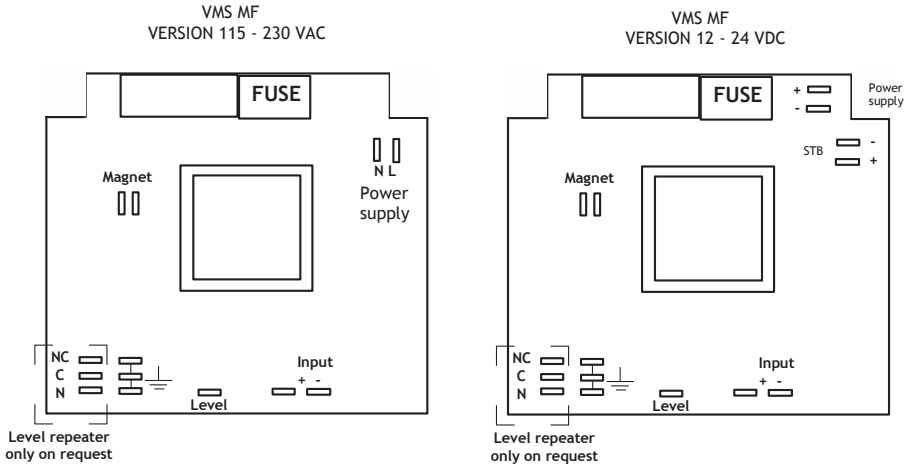 VMS MF
VERSION 115 - 230 VAC
FUSE
N L
Power
supply
Magnet
NC
C
N
Input
+ -
Level
Level repeater
only on request
VMS MF
VERSION 12 - 24 VDC
FUSE
+
-
Power
supply
STB
-
+
Magnet
NC
C
N
Input
+ -
Level
Level repeater
only on request